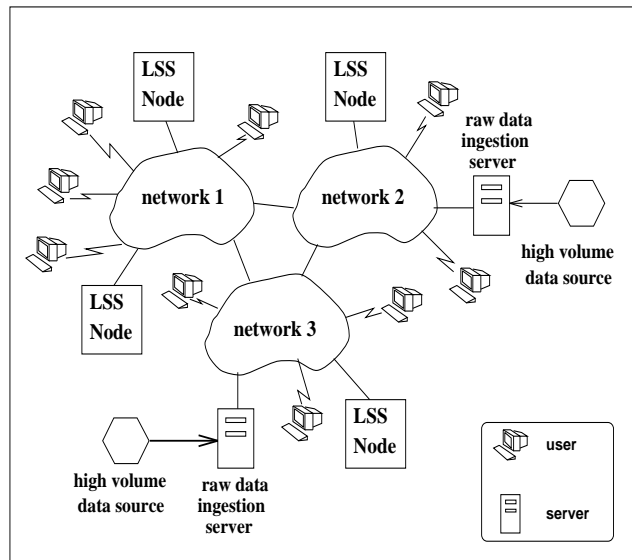 LSS
Node
LSS
Node
raw data
ingestion
server
network 1
network 2
high volume
data source
LSS
Node
network 3
LSS
Node
high volume
data source
raw data
ingestion
server
user
server